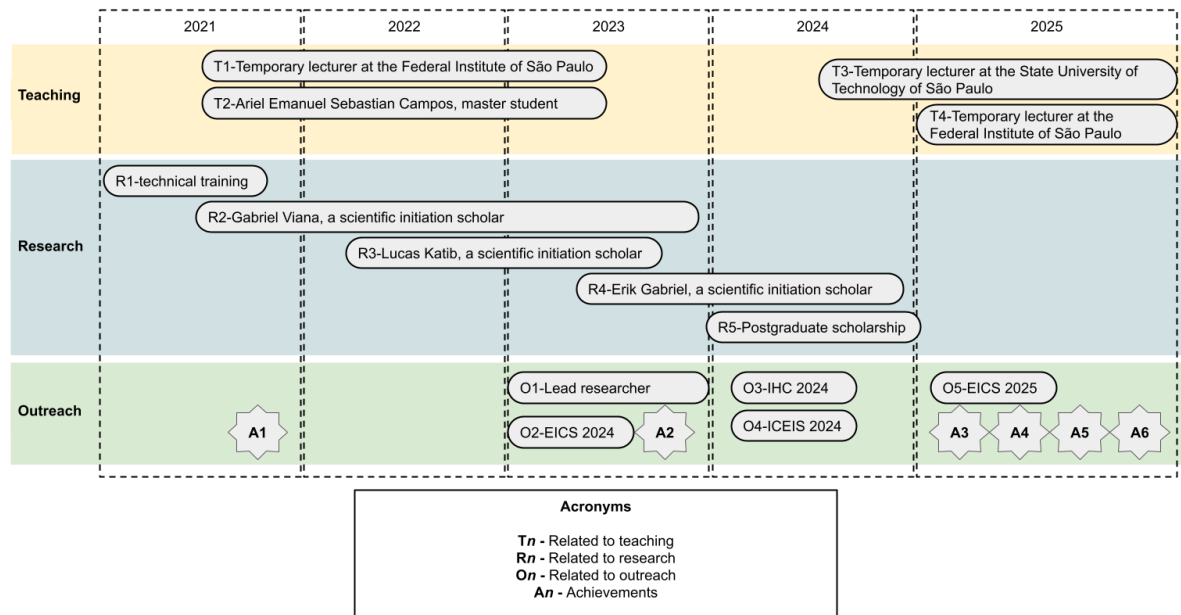 2021 2022 2023 2024 2025
Teaching
T1-Temporary lecturer at the Federal Institute of São Paulo
T2-Ariel Emanuel Sebastian Campos, master student
T3-Temporary lecturer at the State University of
Technology of São Paulo
T4-Temporary lecturer at the
Federal Institute of São Paulo
Research
R1-technical training
R2-Gabriel Viana, a scientific initiation scholar
R3-Lucas Katib, a scientific initiation scholar
R4-Erik Gabriel, a scientific initiation scholar
R5-Postgraduate scholarship
Outreach
O1-Lead researcher
O3-IHC 2024
O5-EICS 2025
A1
O2-EICS 2024
A2
O4-ICEIS 2024
A3
A4
A5
A6
Acronyms
Tn - Related to teaching
Rn - Related to research
On - Related to outreach
An - Achievements